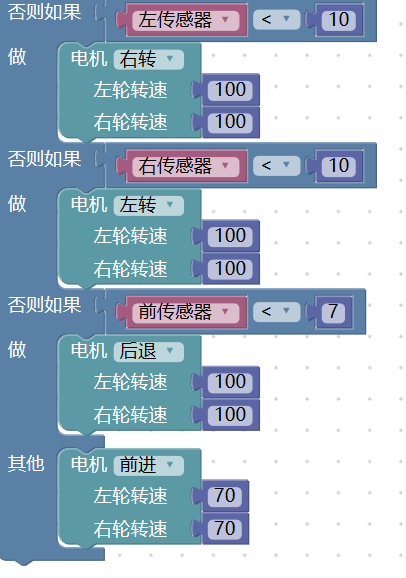 否则如果 左传感器 < 10
做 电机 右转
左轮转速 100
右轮转速 100
否则如果 右传感器 < 10
做 电机 左转
左轮转速 100
右轮转速 100
否则如果 前传感器 < 7
做 电机 后退
左轮转速 100
右轮转速 100
其他 电机 前进
左轮转速 70
右轮转速 70